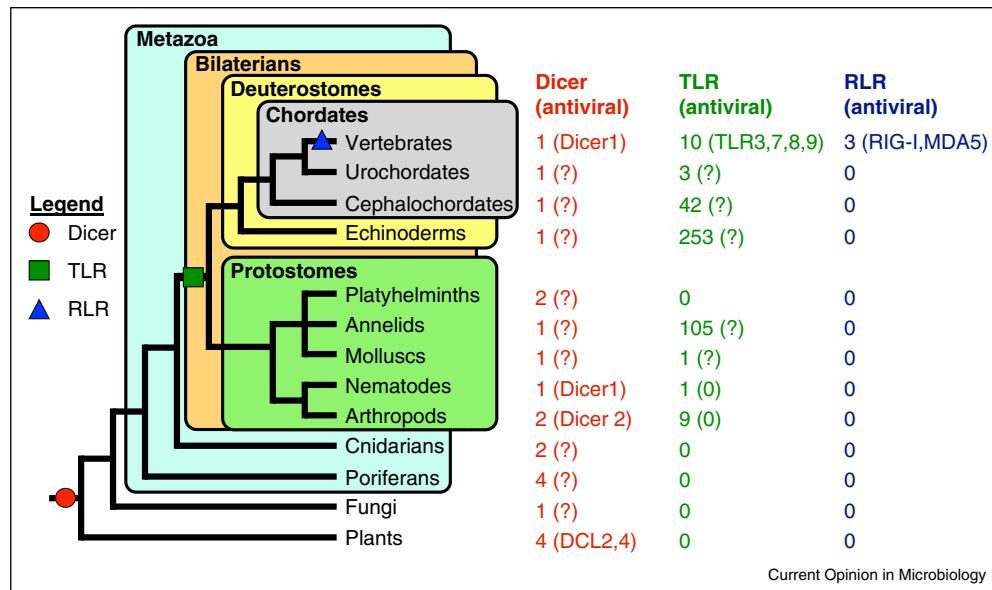 Metazoa
Bilaterians
Deuterostomes
Chordates
Dicer (antiviral)
TLR (antiviral)
RLR (antiviral)
Vertebrates 1 (Dicer1) 10 (TLR3,7,8,9) 3 (RIG-I,MDA5)
Urochordates 1 (?) 3 (?) 0
Cephalochordates 1 (?) 42 (?) 0
Echinoderms 1 (?) 253 (?) 0
Legend
Dicer
TLR
RLR
Protostomes
Platyhelminths 2 (?) 0 0
Annelids 1 (?) 105 (?) 0
Molluscs 1 (?) 1 (?) 0
Nematodes 1 (Dicer1) 1 (0) 0
Arthropods 2 (Dicer 2) 9 (0) 0
Cnidarians 2 (?) 0 0
Poriferans 4 (?) 0 0
Fungi 1 (?) 0 0
Plants 4 (DCL2,4) 0 0
Current Opinion in Microbiology